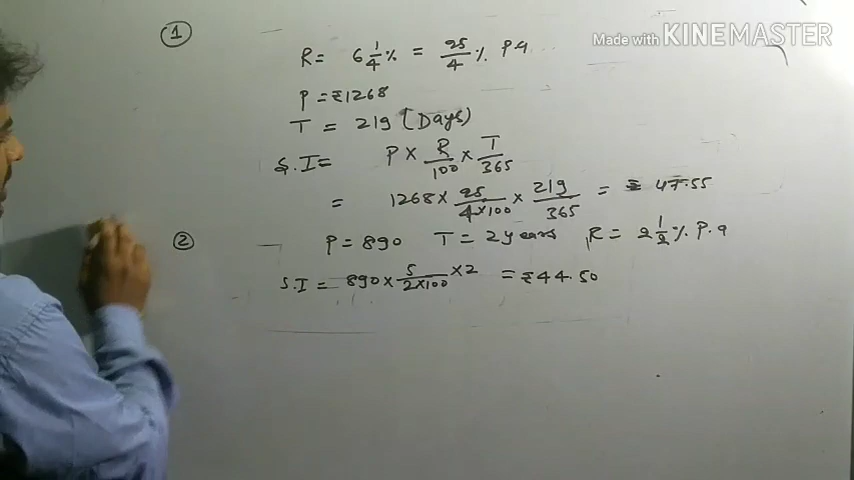 Made with KINEMASTER
① R = 6 1/4 % = 25/4 % P.a
P = ₹1268
T = 219 (Days)
S.I = P × R/100 × T/365
= 1268 × 25/(4×100) × 219/365 = ₹ 47.55
② P = 890 T = 2 years R = 2 1/2 % P.a
S.I = 890 × 5/(2×100) × 2 = ₹44.50